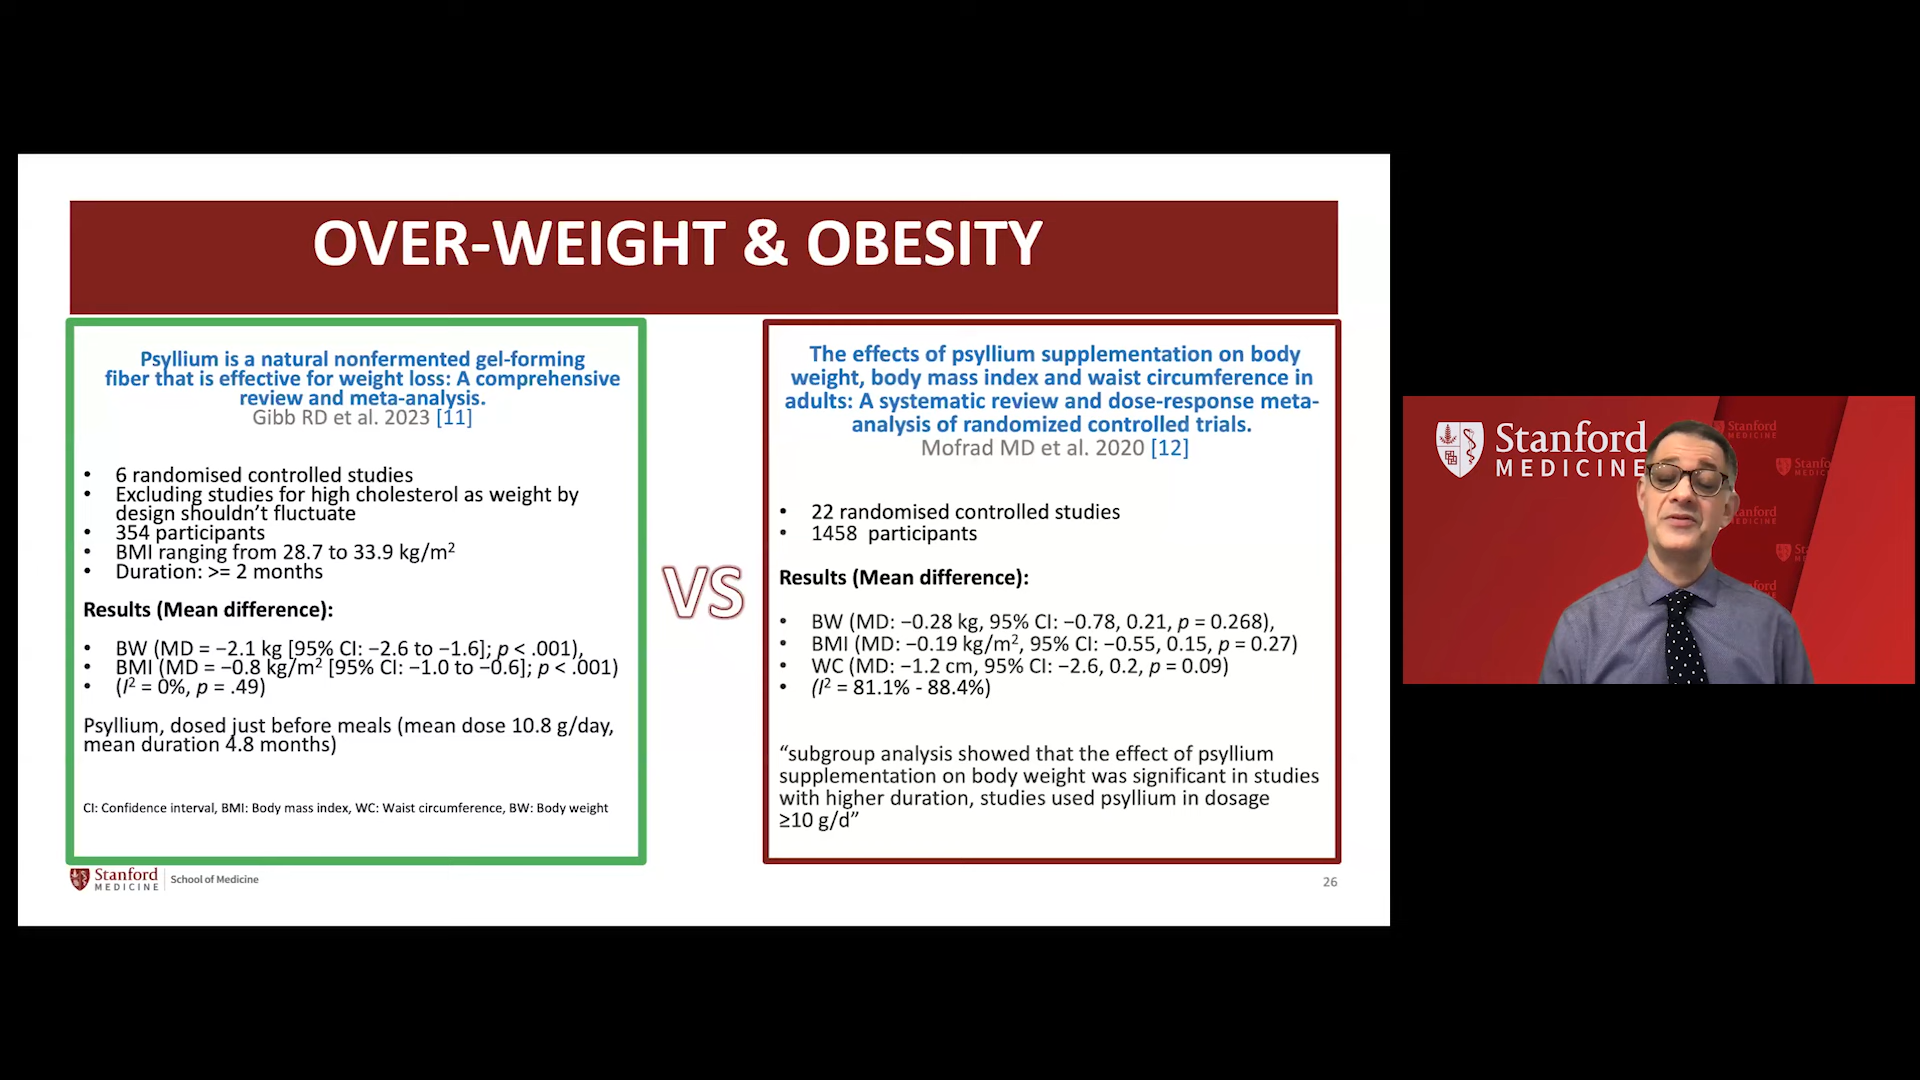 OVER-WEIGHT & OBESITY
Psyllium is a natural nonfermented gel-forming
fiber that is effective for weight loss: A comprehensive
review and meta-analysis.
Gibb RD et al. 2023 [11]
• 6 randomised controlled studies
• Excluding studies for high cholesterol as weight by
design shouldn’t fluctuate
• 354 participants
• BMI ranging from 28.7 to 33.9 kg/m²
• Duration: >= 2 months
Results (Mean difference):
• BW (MD = −2.1 kg [95% CI: −2.6 to −1.6]; p < .001),
• BMI (MD = −0.8 kg/m² [95% CI: −1.0 to −0.6]; p < .001)
• (I² = 0%, p = .49)
Psyllium, dosed just before meals (mean dose 10.8 g/day,
mean duration 4.8 months)
CI: Confidence interval, BMI: Body mass index, WC: Waist circumference, BW: Body weight
VS
The effects of psyllium supplementation on body
weight, body mass index and waist circumference in
adults: A systematic review and dose-response meta-
analysis of randomized controlled trials.
Mofrad MD et al. 2020 [12]
• 22 randomised controlled studies
• 1458 participants
Results (Mean difference):
• BW (MD: −0.28 kg, 95% CI: −0.78, 0.21, p = 0.268),
• BMI (MD: −0.19 kg/m², 95% CI: −0.55, 0.15, p = 0.27)
• WC (MD: −1.2 cm, 95% CI: −2.6, 0.2, p = 0.09)
• (I² = 81.1% - 88.4%)
“subgroup analysis showed that the effect of psyllium
supplementation on body weight was significant in studies
with higher duration, studies used psyllium in dosage
≥10 g/d”
Stanford
MEDICINE
School of Medicine
26
Stanford
MEDICINE
Stanford
MEDICINE